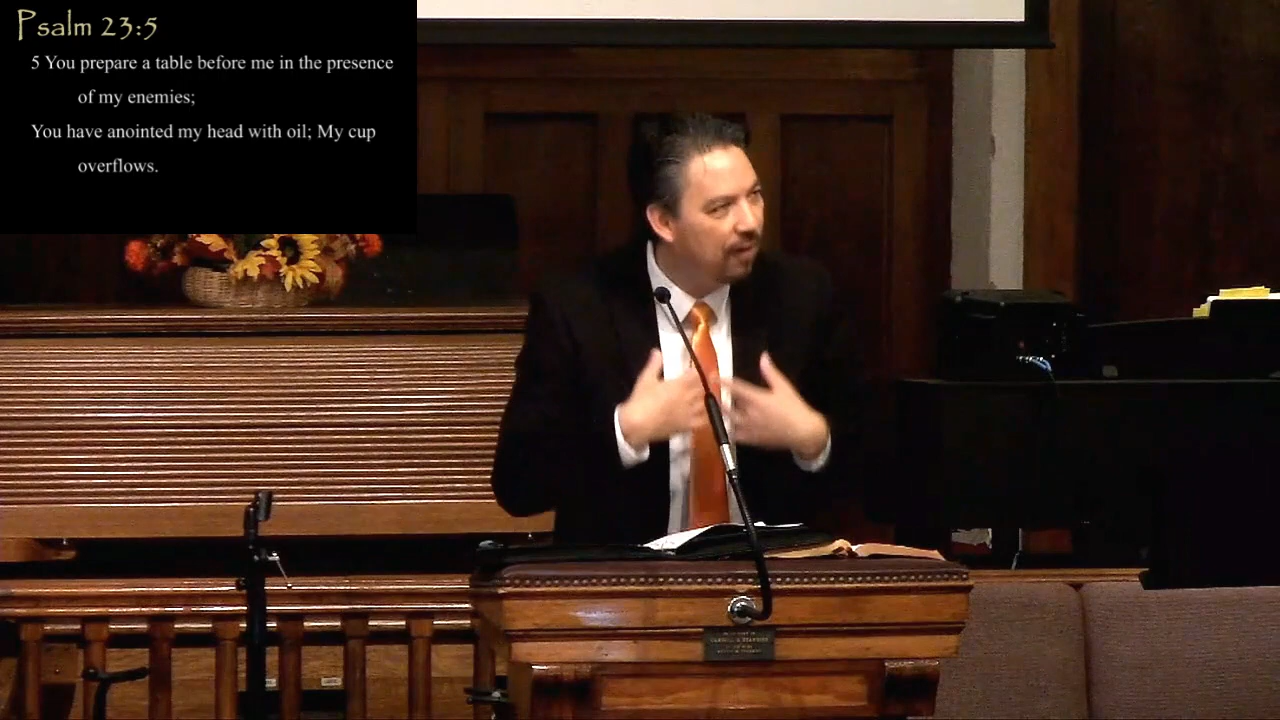 Psalm 23:5
5 You prepare a table before me in the presence
of my enemies;
You have anointed my head with oil; My cup
overflows.